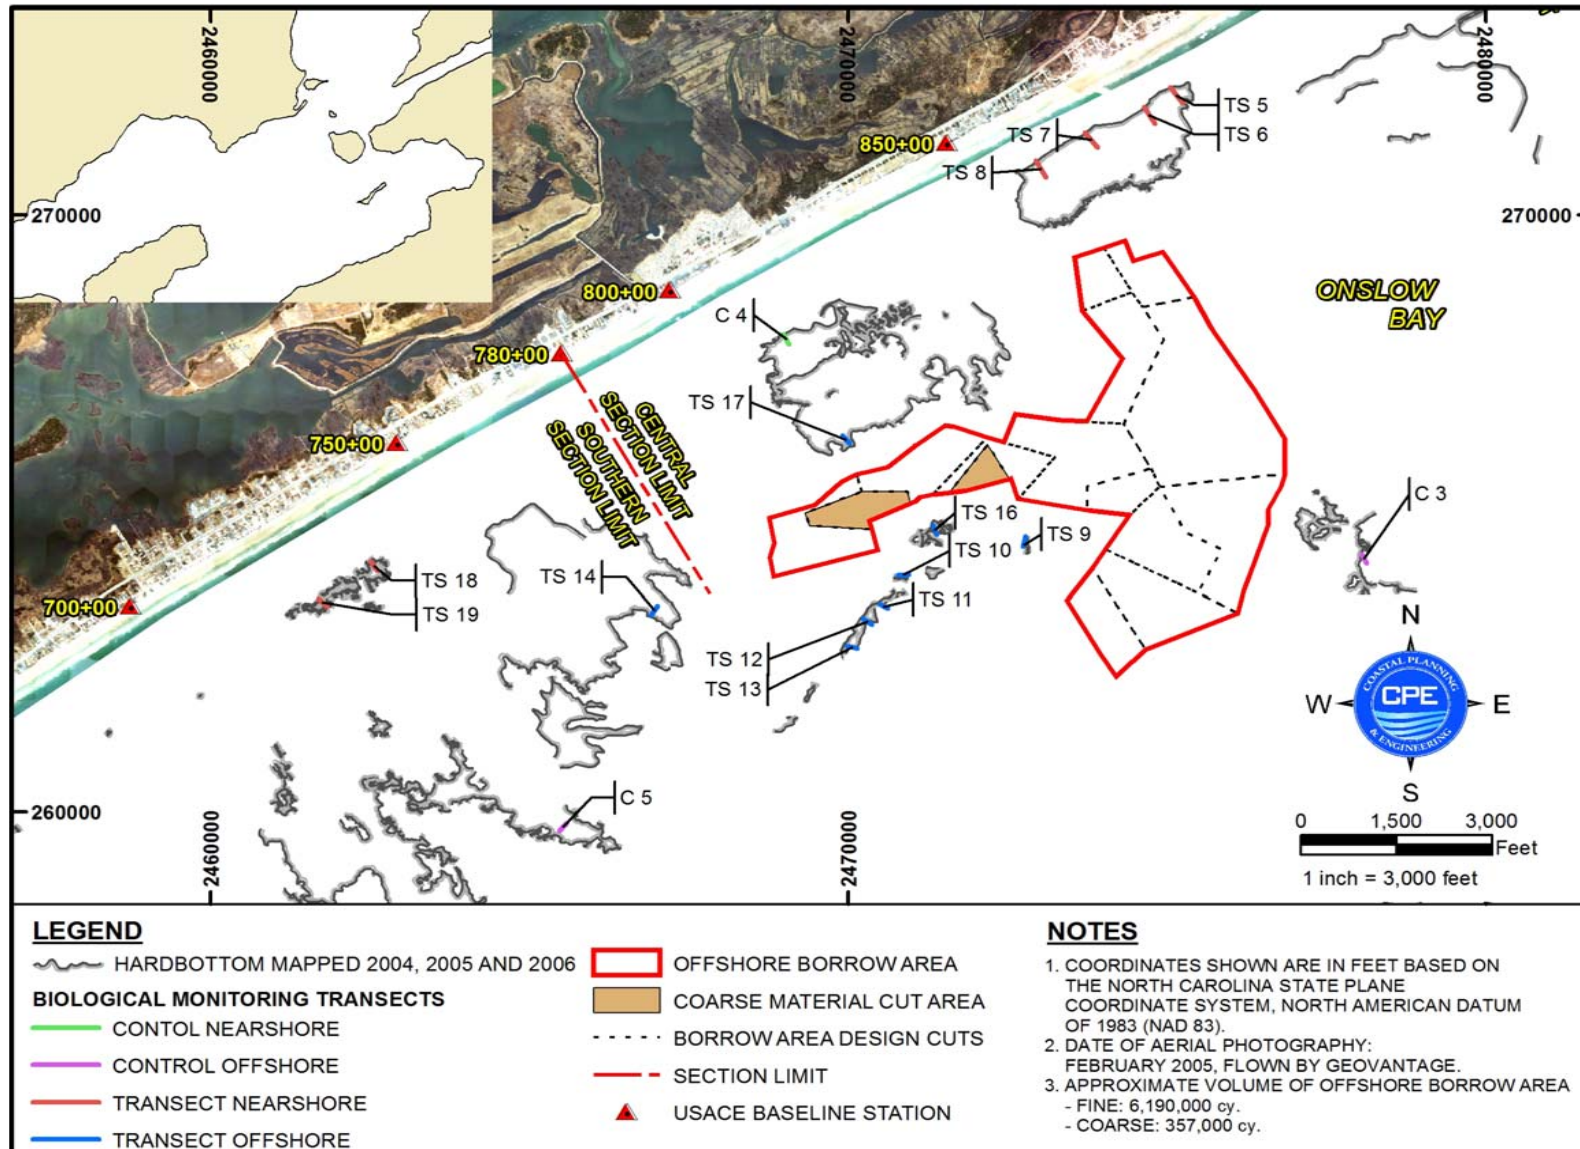 2460000
2470000
2480000
850+00
TS 5
TS 7
TS 6
TS 8
270000
270000
800+00
C 4
ONSLOW
BAY
780+00
TS 17
CENTRAL
SECTION LIMIT
SOUTHERN
SECTION LIMIT
750+00
C 3
TS 16
TS 9
TS 10
TS 18
TS 14
TS 11
700+00
TS 19
N
TS 12
TS 13
COASTAL PLANNING
CPE
& ENGINEERING
W
E
S
C 5
260000
2460000
2470000
0 1,500 3,000
Feet
1 inch = 3,000 feet
LEGEND
HARDBOTTOM MAPPED 2004, 2005 AND 2006
BIOLOGICAL MONITORING TRANSECTS
CONTOL NEARSHORE
CONTROL OFFSHORE
TRANSECT NEARSHORE
TRANSECT OFFSHORE
OFFSHORE BORROW AREA
COARSE MATERIAL CUT AREA
BORROW AREA DESIGN CUTS
SECTION LIMIT
USACE BASELINE STATION
NOTES
1. COORDINATES SHOWN ARE IN FEET BASED ON
THE NORTH CAROLINA STATE PLANE
COORDINATE SYSTEM, NORTH AMERICAN DATUM
OF 1983 (NAD 83).
2. DATE OF AERIAL PHOTOGRAPHY:
FEBRUARY 2005, FLOWN BY GEOVANTAGE.
3. APPROXIMATE VOLUME OF OFFSHORE BORROW AREA
- FINE: 6,190,000 cy.
- COARSE: 357,000 cy.